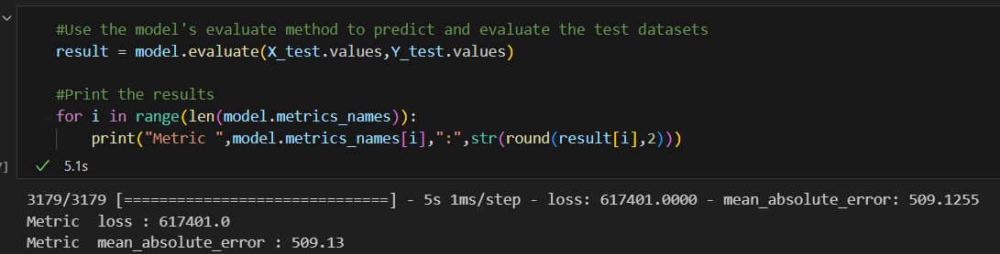 #Use the model's evaluate method to predict and evaluate the test datasets
result = model.evaluate(X_test.values,Y_test.values)
#Print the results
for i in range(len(model.metrics_names)):
print("Metric ",model.metrics_names[i],":",str(round(result[i],2)))
]
5.1s
3179/3179 [==============================] - 5s 1ms/step - loss: 617401.0000 - mean_absolute_error: 509.1255
Metric  loss : 617401.0
Metric  mean_absolute_error : 509.13